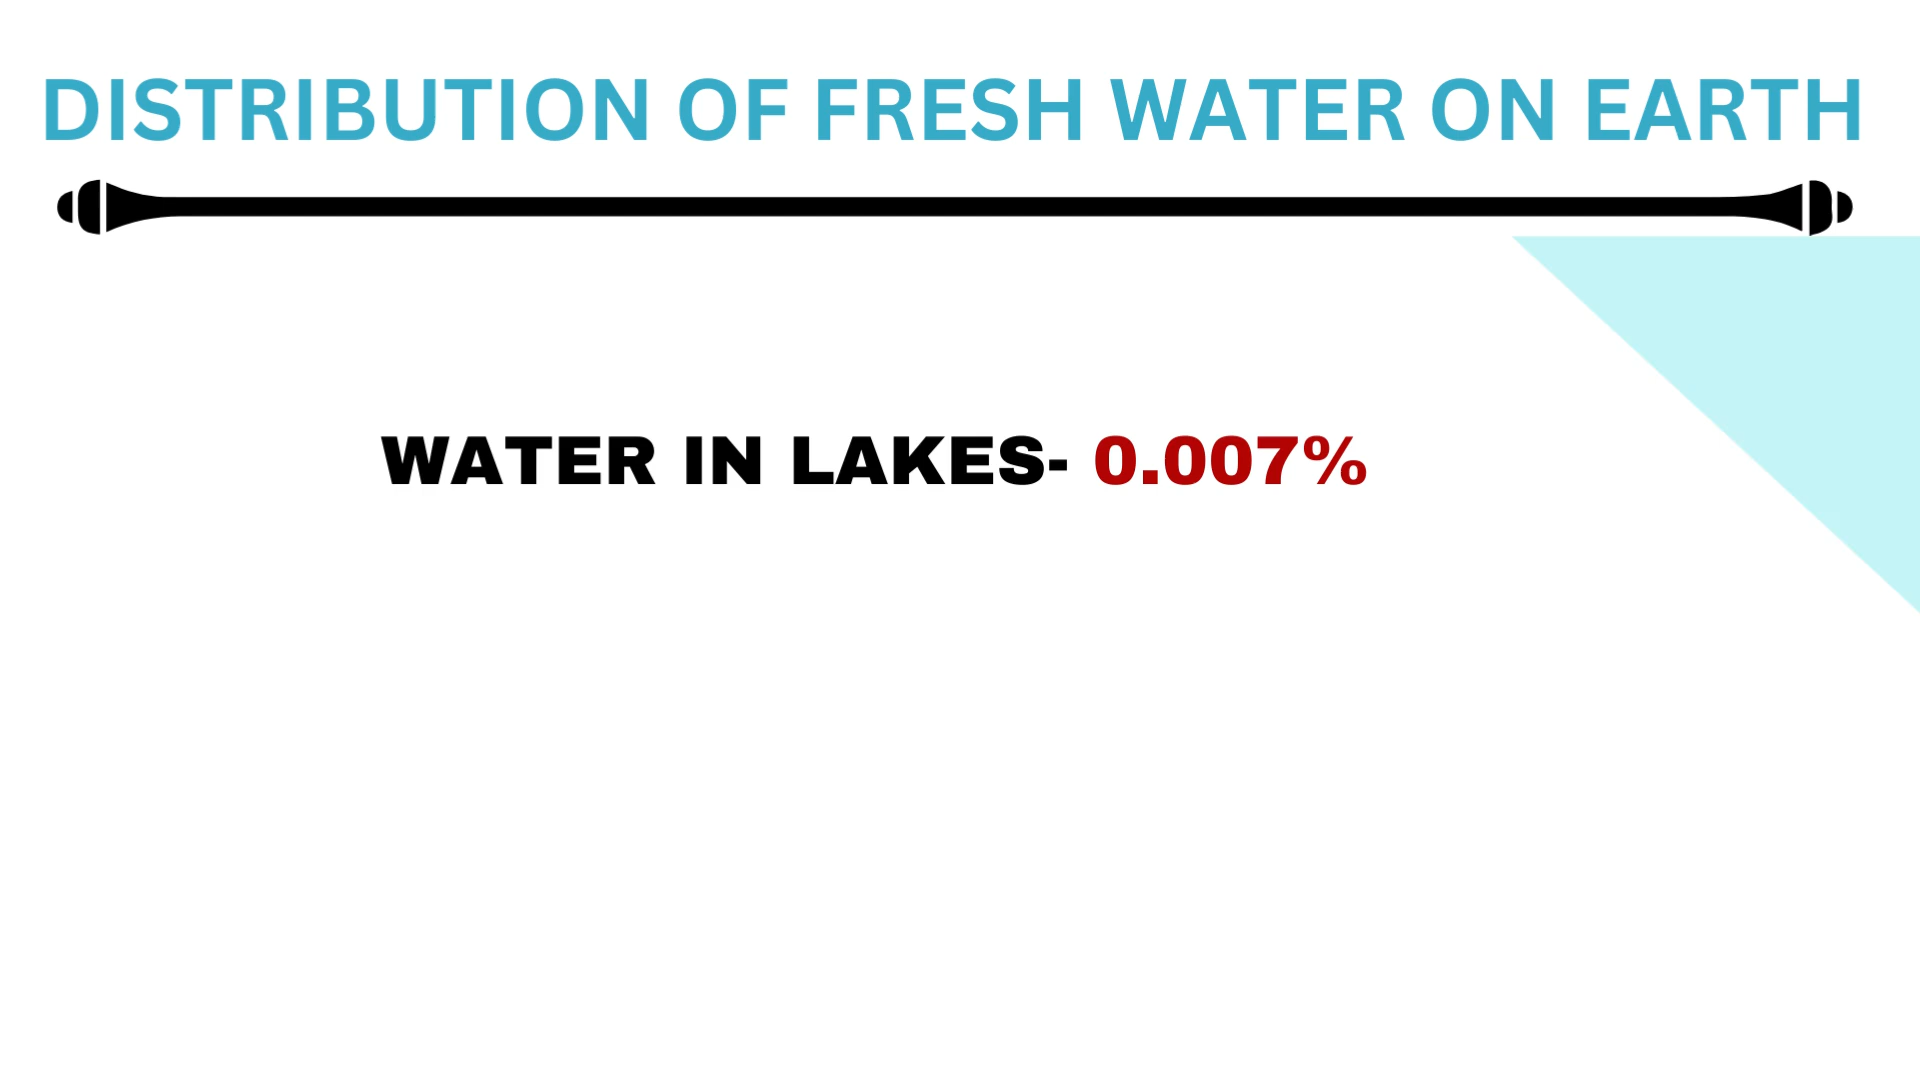 DISTRIBUTION OF FRESH WATER ON EARTH
WATER IN LAKES- 0.007%